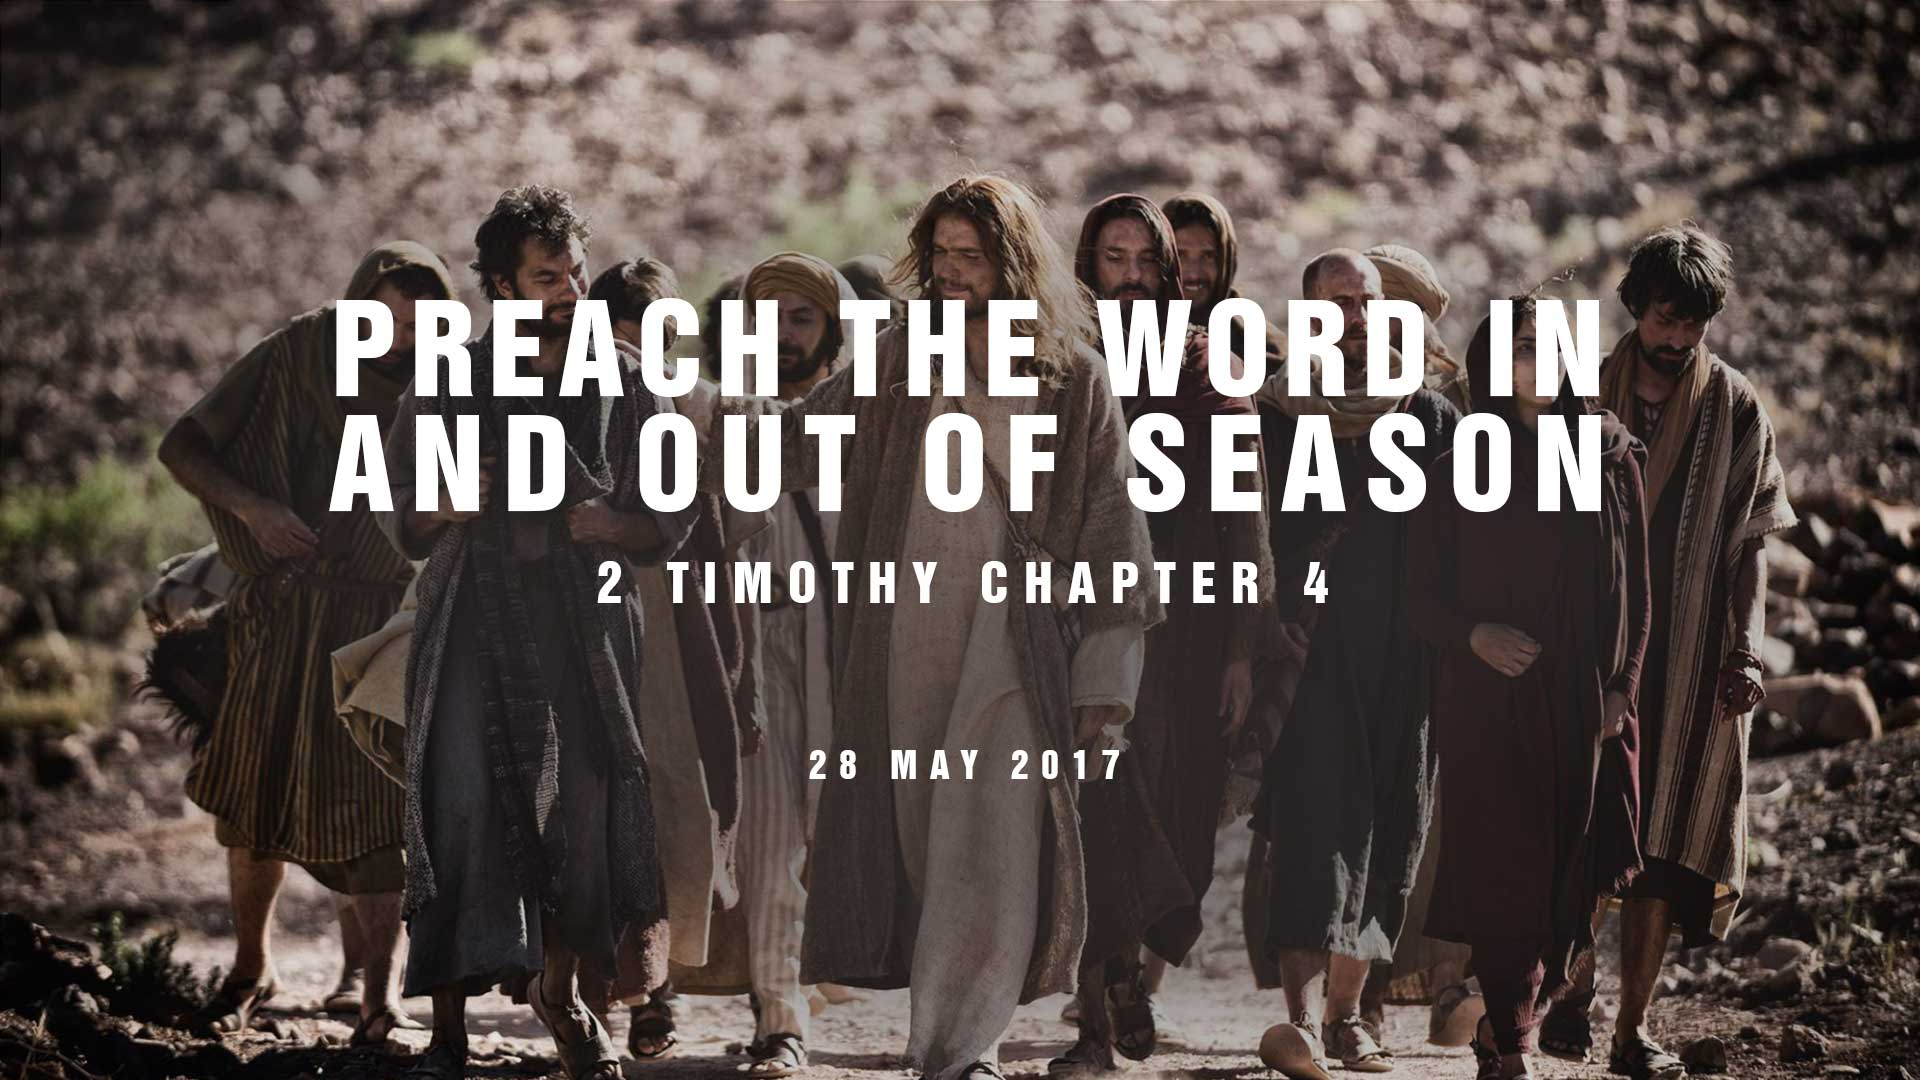 PREACH THE WORD IN
AND OUT OF SEASON
2 TIMOTHY CHAPTER 4
28 MAY 2017